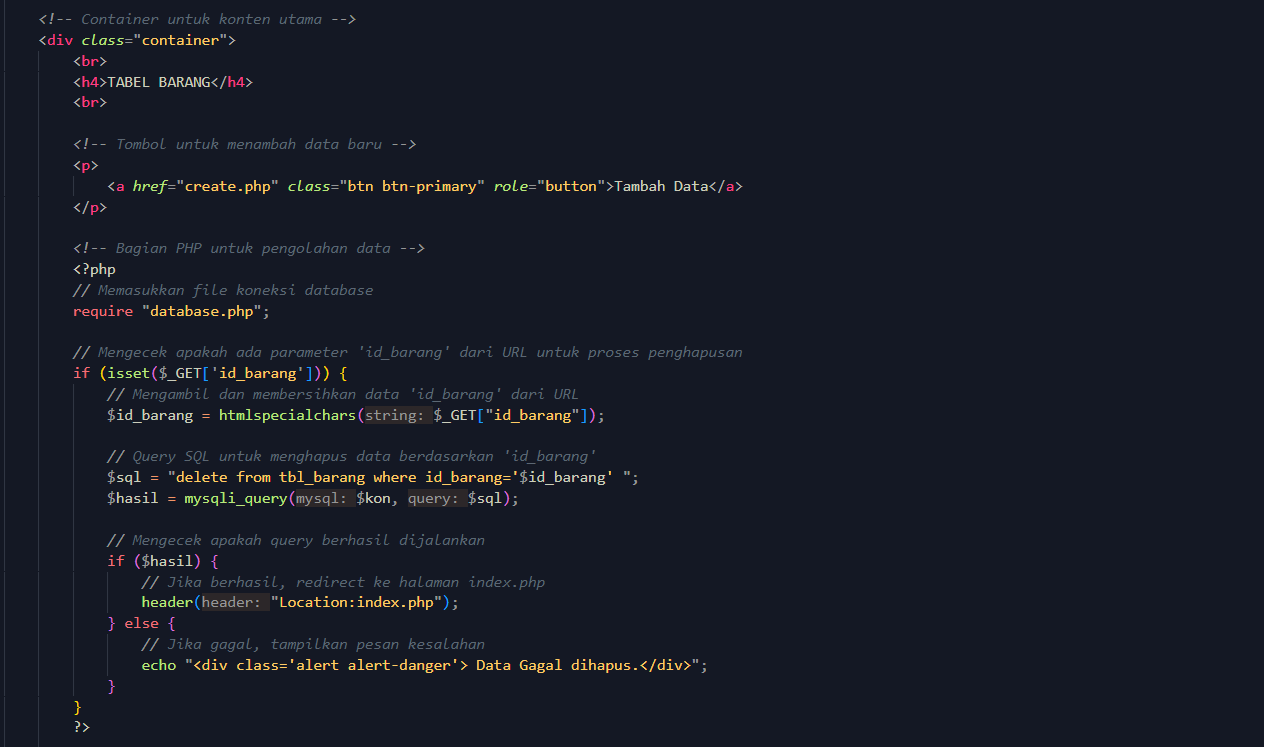 <!-- Container untuk konten utama -->
<div class="container">
<br>
<h4>TABEL BARANG</h4>
<br>
<!-- Tombol untuk menambah data baru -->
<p>
<a href="create.php" class="btn btn-primary" role="button">Tambah Data</a>
</p>
<!-- Bagian PHP untuk pengolahan data -->
<?php
// Memasukkan file koneksi database
require "database.php";
// Mengecek apakah ada parameter 'id_barang' dari URL untuk proses penghapusan
if (isset($_GET['id_barang'])) {
// Mengambil dan membersihkan data 'id_barang' dari URL
$id_barang = htmlspecialchars(string: $_GET["id_barang"]);
// Query SQL untuk menghapus data berdasarkan 'id_barang'
$sql = "delete from tbl_barang where id_barang='$id_barang' ";
$hasil = mysqli_query(mysql: $kon, query: $sql);
// Mengecek apakah query berhasil dijalankan
if ($hasil) {
// Jika berhasil, redirect ke halaman index.php
header(header: "Location:index.php");
} else {
// Jika gagal, tampilkan pesan kesalahan
echo "<div class='alert alert-danger'> Data Gagal dihapus.</div>";
}
}
?>